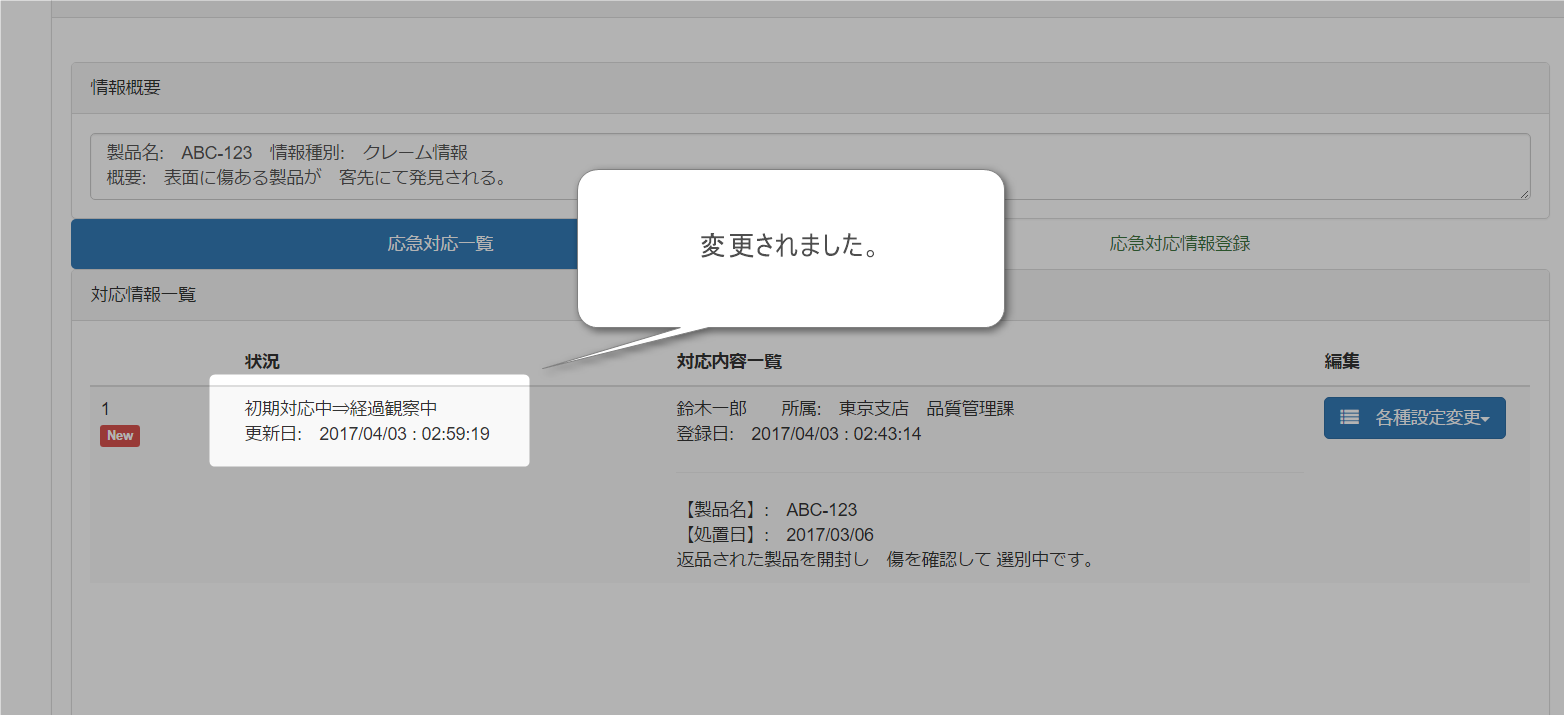 情報概要
製品名:　ABC-123　情報種別:　クレーム情報
概要:　表面に傷ある製品が　客先にて発見される。
変更されました。
応急対応一覧
応急対応情報登録
対応情報一覧
状況
対応内容一覧
編集
1
New
初期対応中⇒経過観察中
更新日:　2017/04/03 : 02:59:19
鈴木一郎　　所属:　東京支店　品質管理課
登録日:　2017/04/03 : 02:43:14
各種設定変更
【製品名】:　ABC-123
【処置日】:　2017/03/06
返品された製品を開封し　傷を確認して 選別中です。